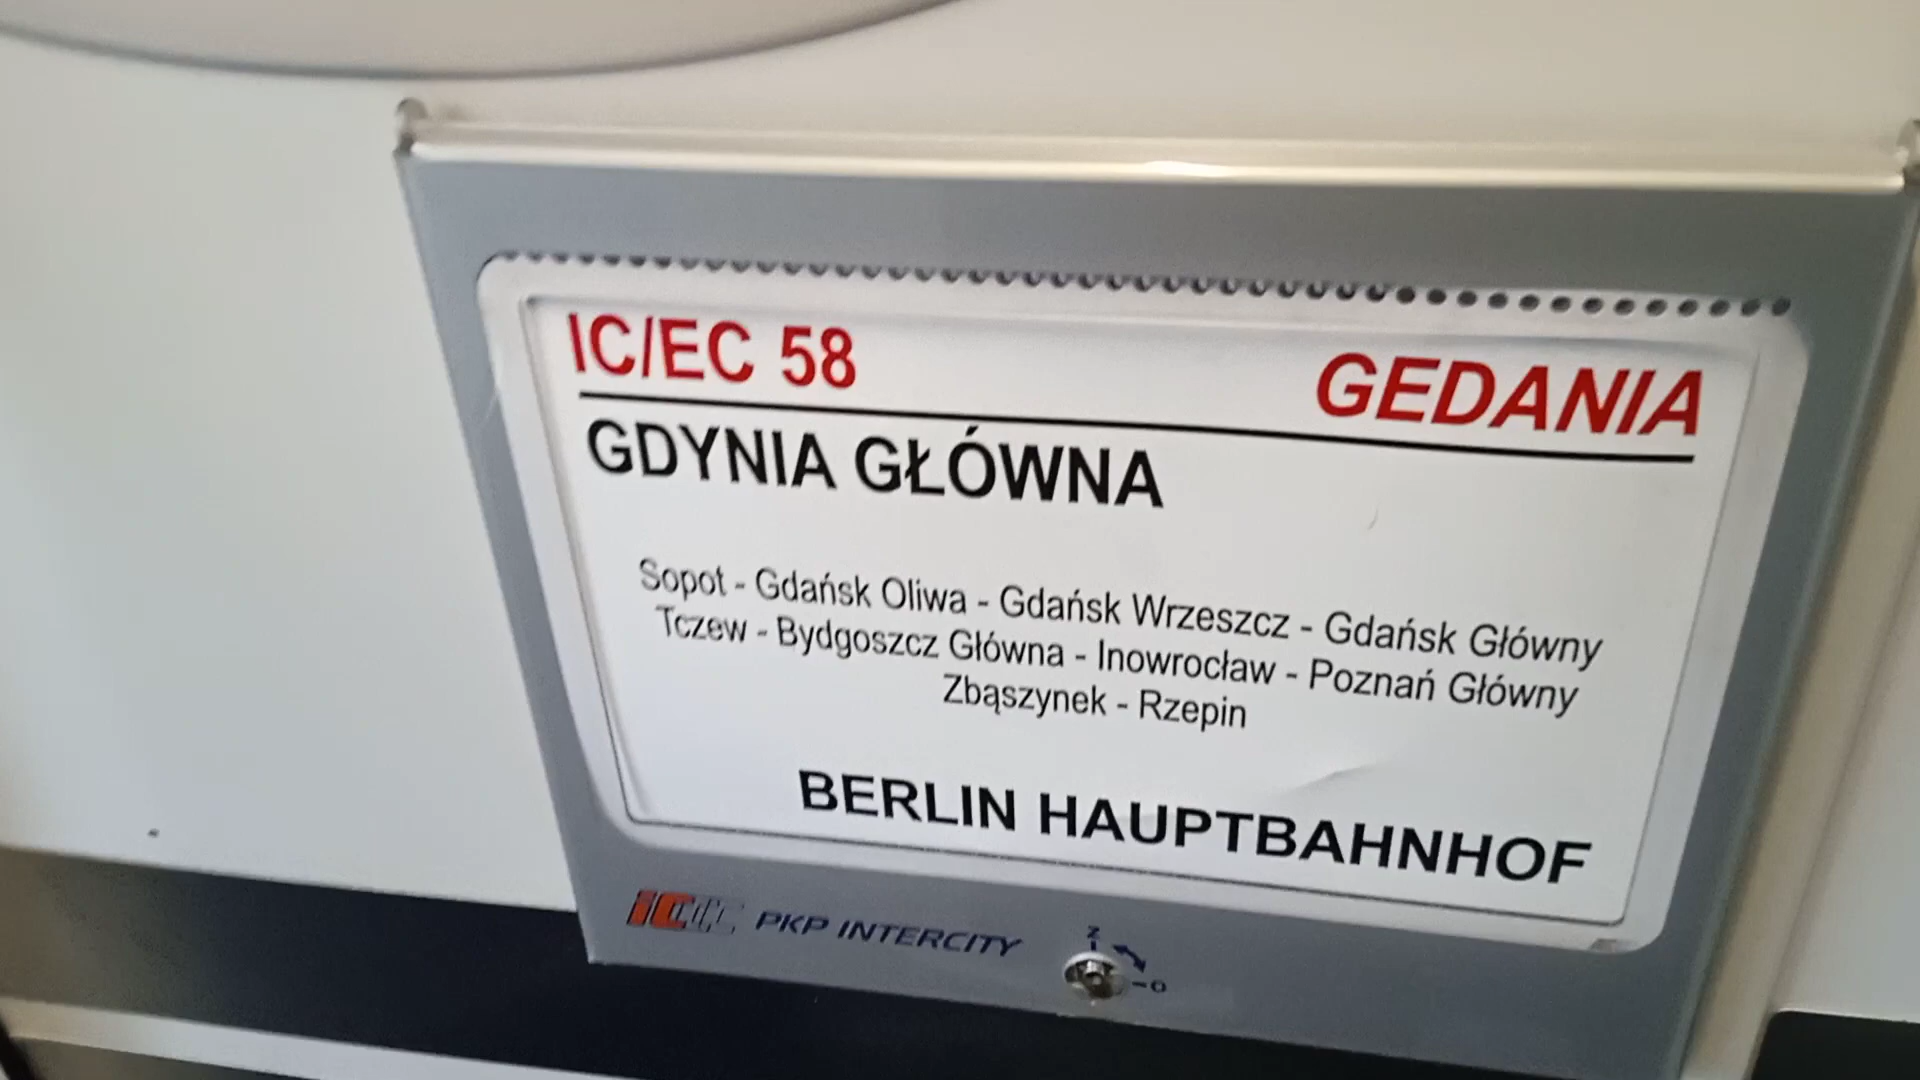 IC/EC 58 GEDANIA
GDYNIA GŁÓWNA
Sopot - Gdańsk Oliwa - Gdańsk Wrzeszcz - Gdańsk Główny
Tczew - Bydgoszcz Główna - Inowrocław - Poznań Główny
Zbąszynek - Rzepin
BERLIN HAUPTBAHNHOF
IC PKP INTERCITY
Z
O